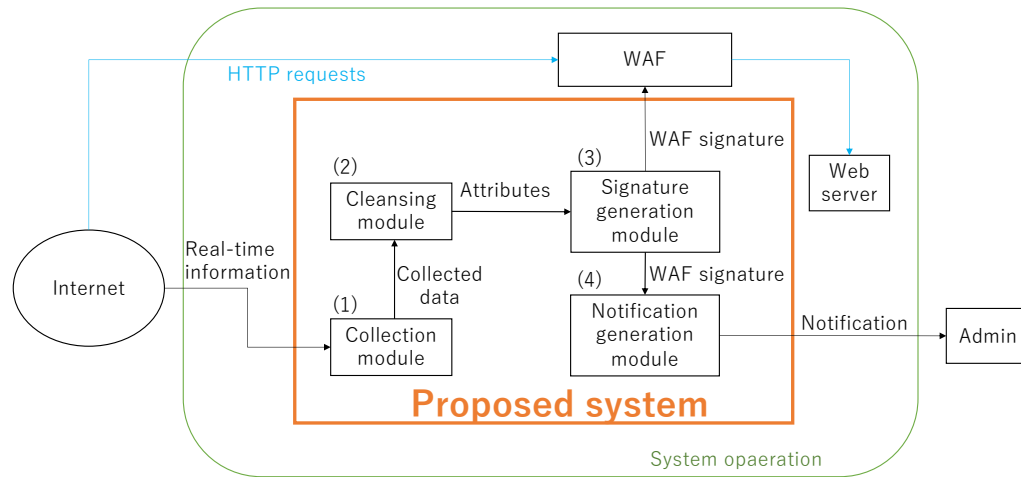 WAF
HTTP requests
WAF signature
(3)
(2)
Web
server
Cleansing
module
Attributes
Signature
generation
module
Real-time
information
Internet
Collected
data
WAF signature
(4)
(1)
Collection
module
Notification
generation
module
Notification
Admin
Proposed system
System opaeration